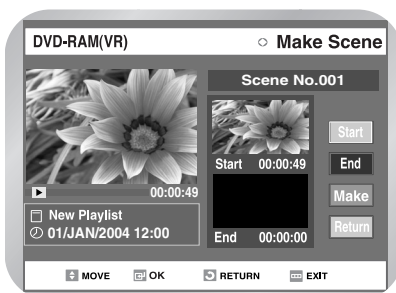 DVD-RAM(VR)
Make Scene
Scene No.001
00:00:49
New Playlist
01/JAN/2004 12:00
Start 00:00:49
End 00:00:00
Start
End
Make
Return
MOVE OK RETURN EXIT